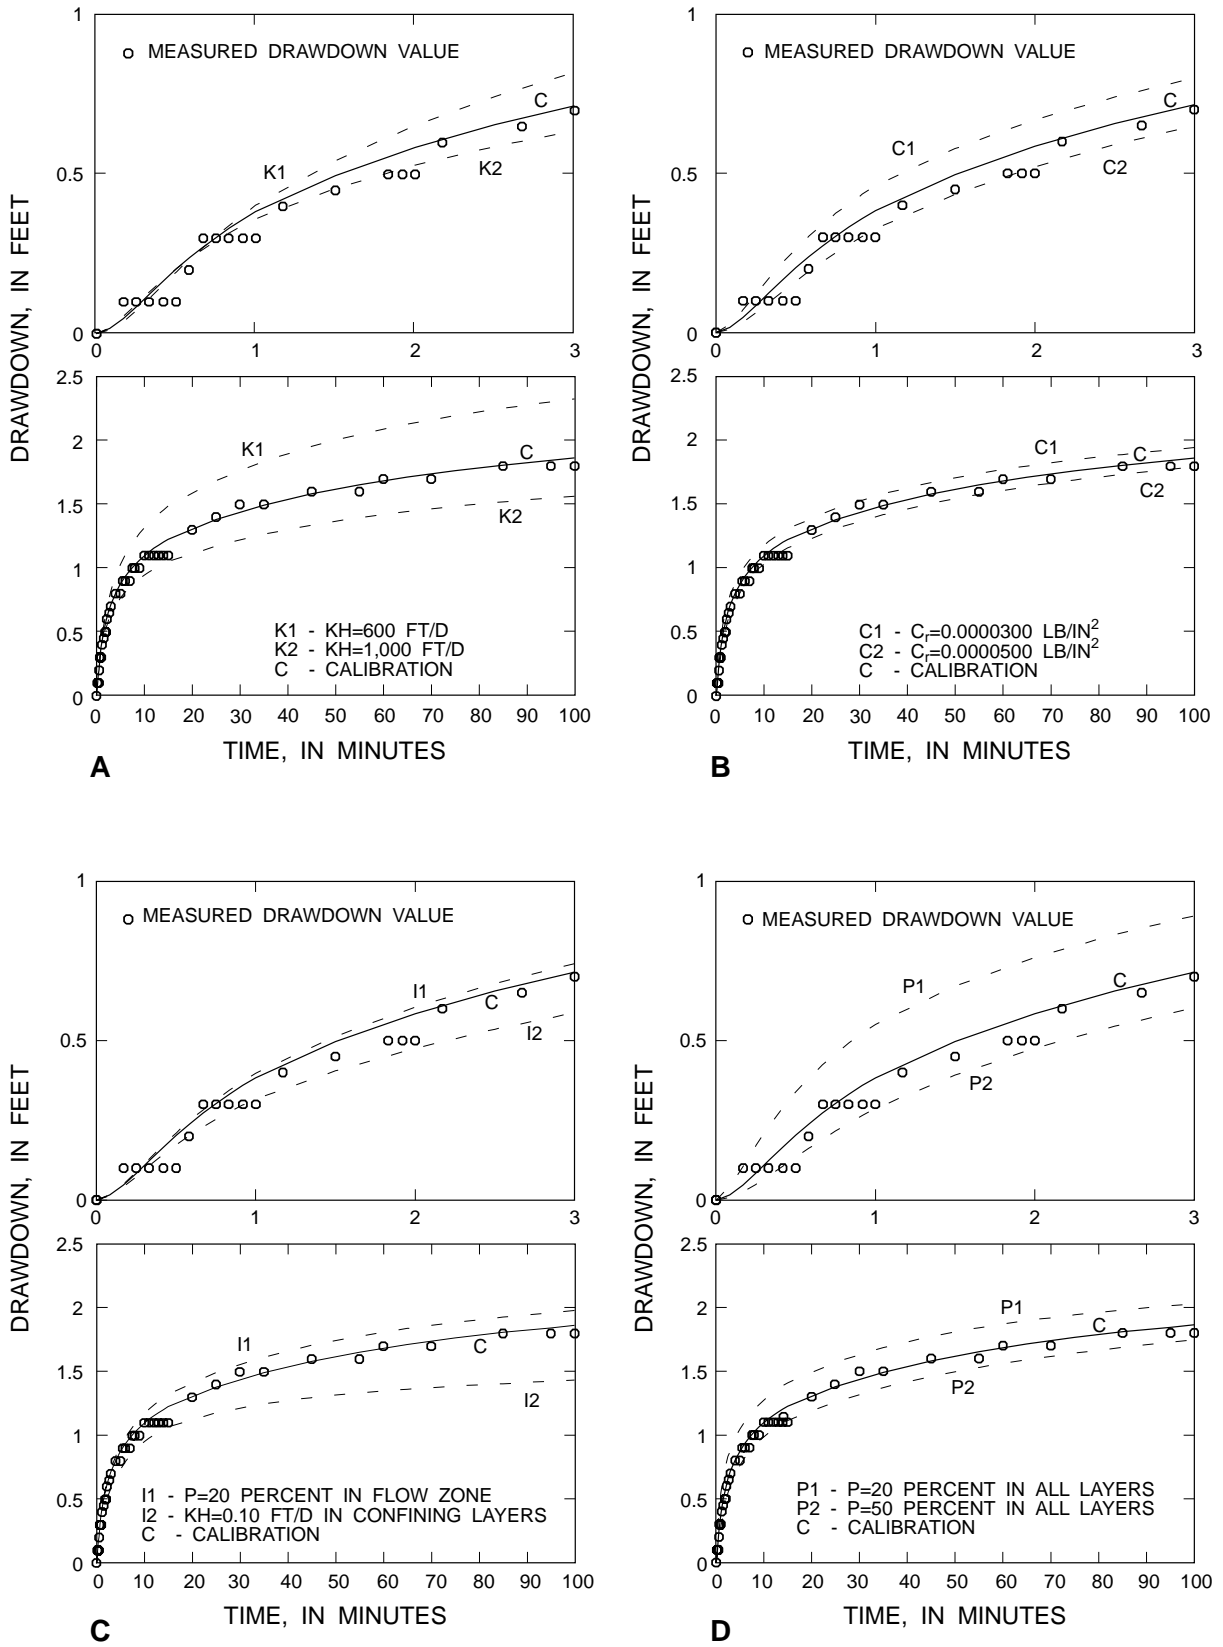 DRAWDOWN, IN FEET
1
0.5
0
MEASURED DRAWDOWN VALUE
K1
C
K2
0 1 2 3
2.5
2
1.5
1
0.5
0
K1
C
K2
K1 - KH=600 FT/D
K2 - KH=1,000 FT/D
C - CALIBRATION
0 10 20 30 40 50 60 70 80 90 100
TIME, IN MINUTES
A
DRAWDOWN, IN FEET
1
0.5
0
MEASURED DRAWDOWN VALUE
C1
C
C2
0 1 2 3
2.5
2
1.5
1
0.5
0
C1
C
C2
C1 - Cr=0.0000300 LB/IN2
C2 - Cr=0.0000500 LB/IN2
C - CALIBRATION
0 10 20 30 40 50 60 70 80 90 100
TIME, IN MINUTES
B
DRAWDOWN, IN FEET
1
0.5
0
MEASURED DRAWDOWN VALUE
I1
C
I2
0 1 2 3
2.5
2
1.5
1
0.5
0
I1
C
I2
I1 - P=20 PERCENT IN FLOW ZONE
I2 - KH=0.10 FT/D IN CONFINING LAYERS
C - CALIBRATION
0 10 20 30 40 50 60 70 80 90 100
TIME, IN MINUTES
C
DRAWDOWN, IN FEET
1
0.5
0
MEASURED DRAWDOWN VALUE
P1
C
P2
0 1 2 3
2.5
2
1.5
1
0.5
0
P1
C
P2
P1 - P=20 PERCENT IN ALL LAYERS
P2 - P=50 PERCENT IN ALL LAYERS
C - CALIBRATION
0 10 20 30 40 50 60 70 80 90 100
TIME, IN MINUTES
D